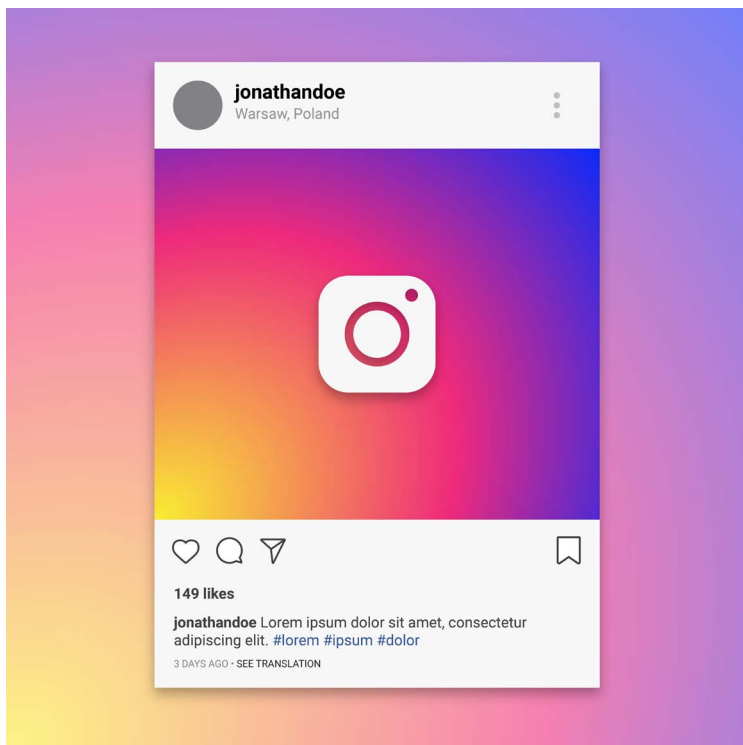 jonathandoe
Warsaw, Poland
149 likes
jonathandoe Lorem ipsum dolor sit amet, consectetur
adipiscing elit. #lorem #ipsum #dolor
3 DAYS AGO • SEE TRANSLATION